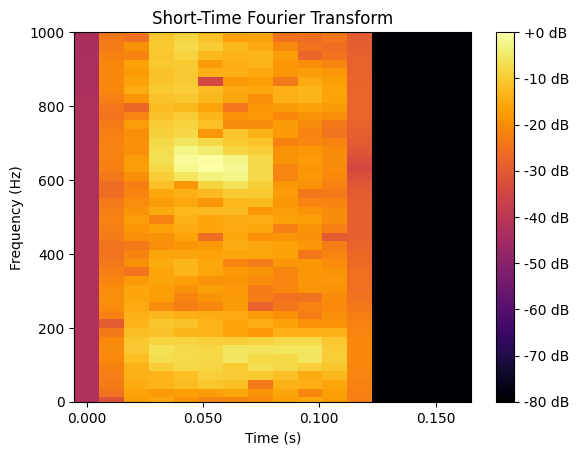 Short-Time Fourier Transform
1000
800
600
400
200
0
Frequency (Hz)
0.000
0.050
0.100
0.150
Time (s)
+0 dB
-10 dB
-20 dB
-30 dB
-40 dB
-50 dB
-60 dB
-70 dB
-80 dB